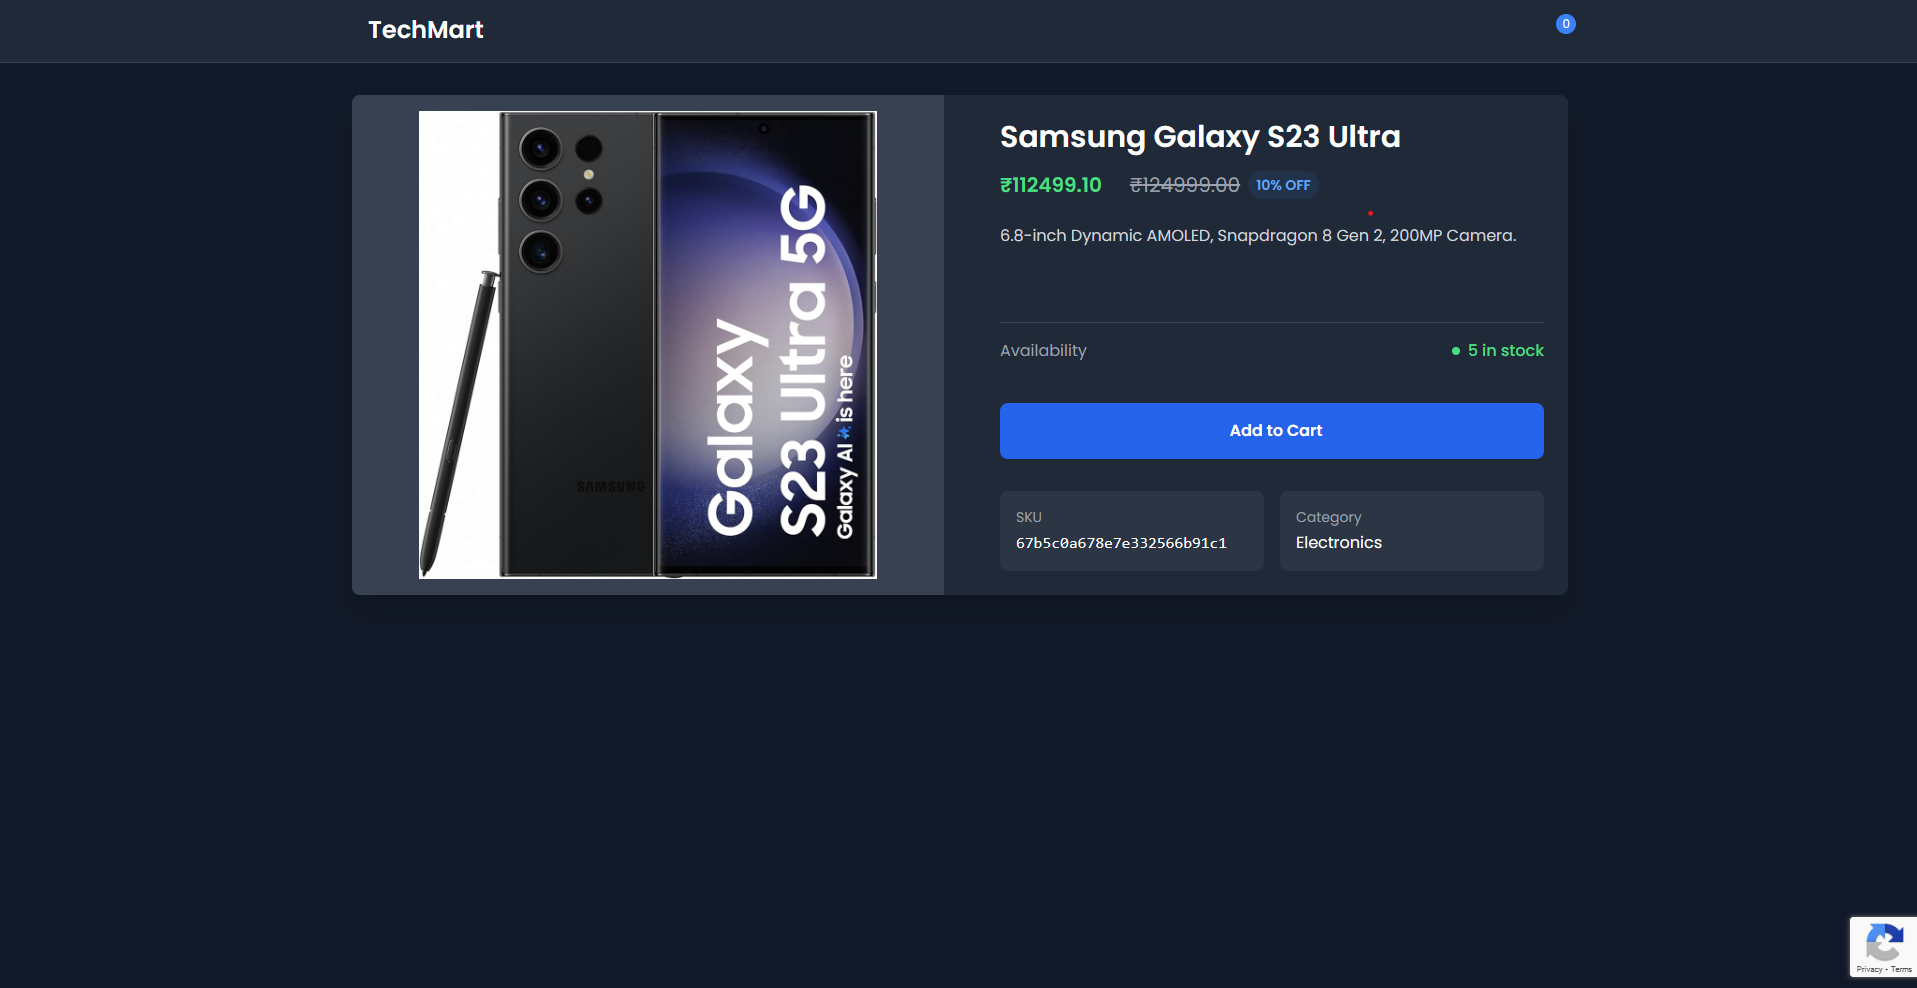 TechMart
0
Samsung Galaxy S23 Ultra
₹112499.10 ₹124999.00 10% OFF
6.8-inch Dynamic AMOLED, Snapdragon 8 Gen 2, 200MP Camera.
Availability
5 in stock
Add to Cart
SKU
67b5c0a678e7e332566b91c1
Category
Electronics
SAMSUNG
Galaxy
S23 Ultra 5G
Galaxy AI is here
Privacy - Terms